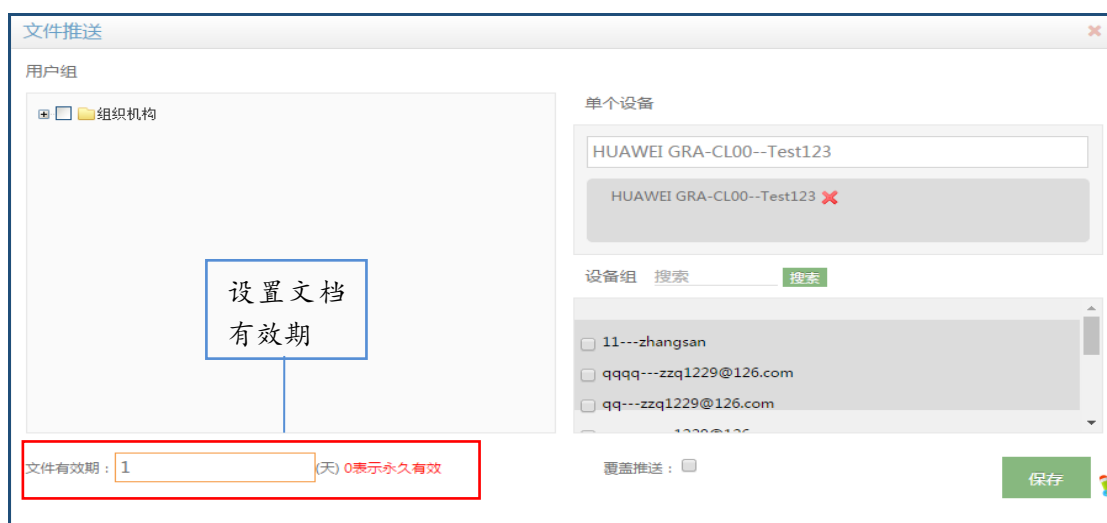 文件推送
用户组
组织机构
设置文档
有效期
文件有效期：1 (天) 0表示永久有效
单个设备
HUAWEI GRA-CL00--Test123
HUAWEI GRA-CL00--Test123
设备组 搜索 搜索
11---zhangsan
qqqq---zzq1229@126.com
qq---zzq1229@126.com
覆盖推送：
保存